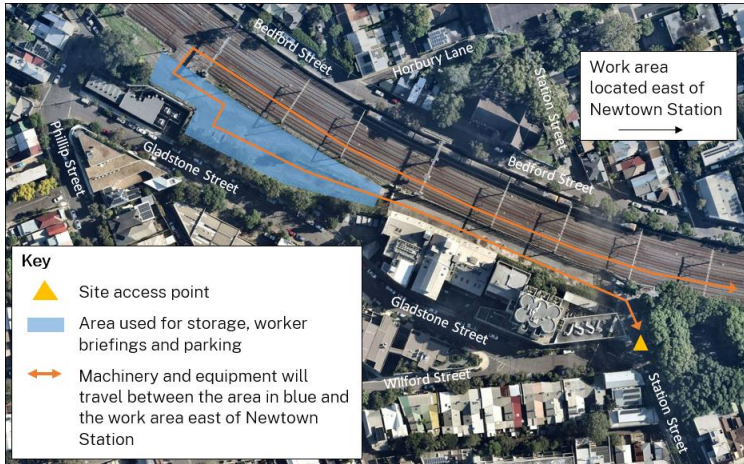 Bedford Street
Horbury Lane
Station Street
Work area
located east of
Newtown Station
Phillip Street
Gladstone Street
Bedford Street
Key
Site access point
Area used for storage, worker
briefings and parking
Machinery and equipment will
travel between the area in blue and
the work area east of Newtown
Station
Gladstone Street
Wilford Street
Station Street